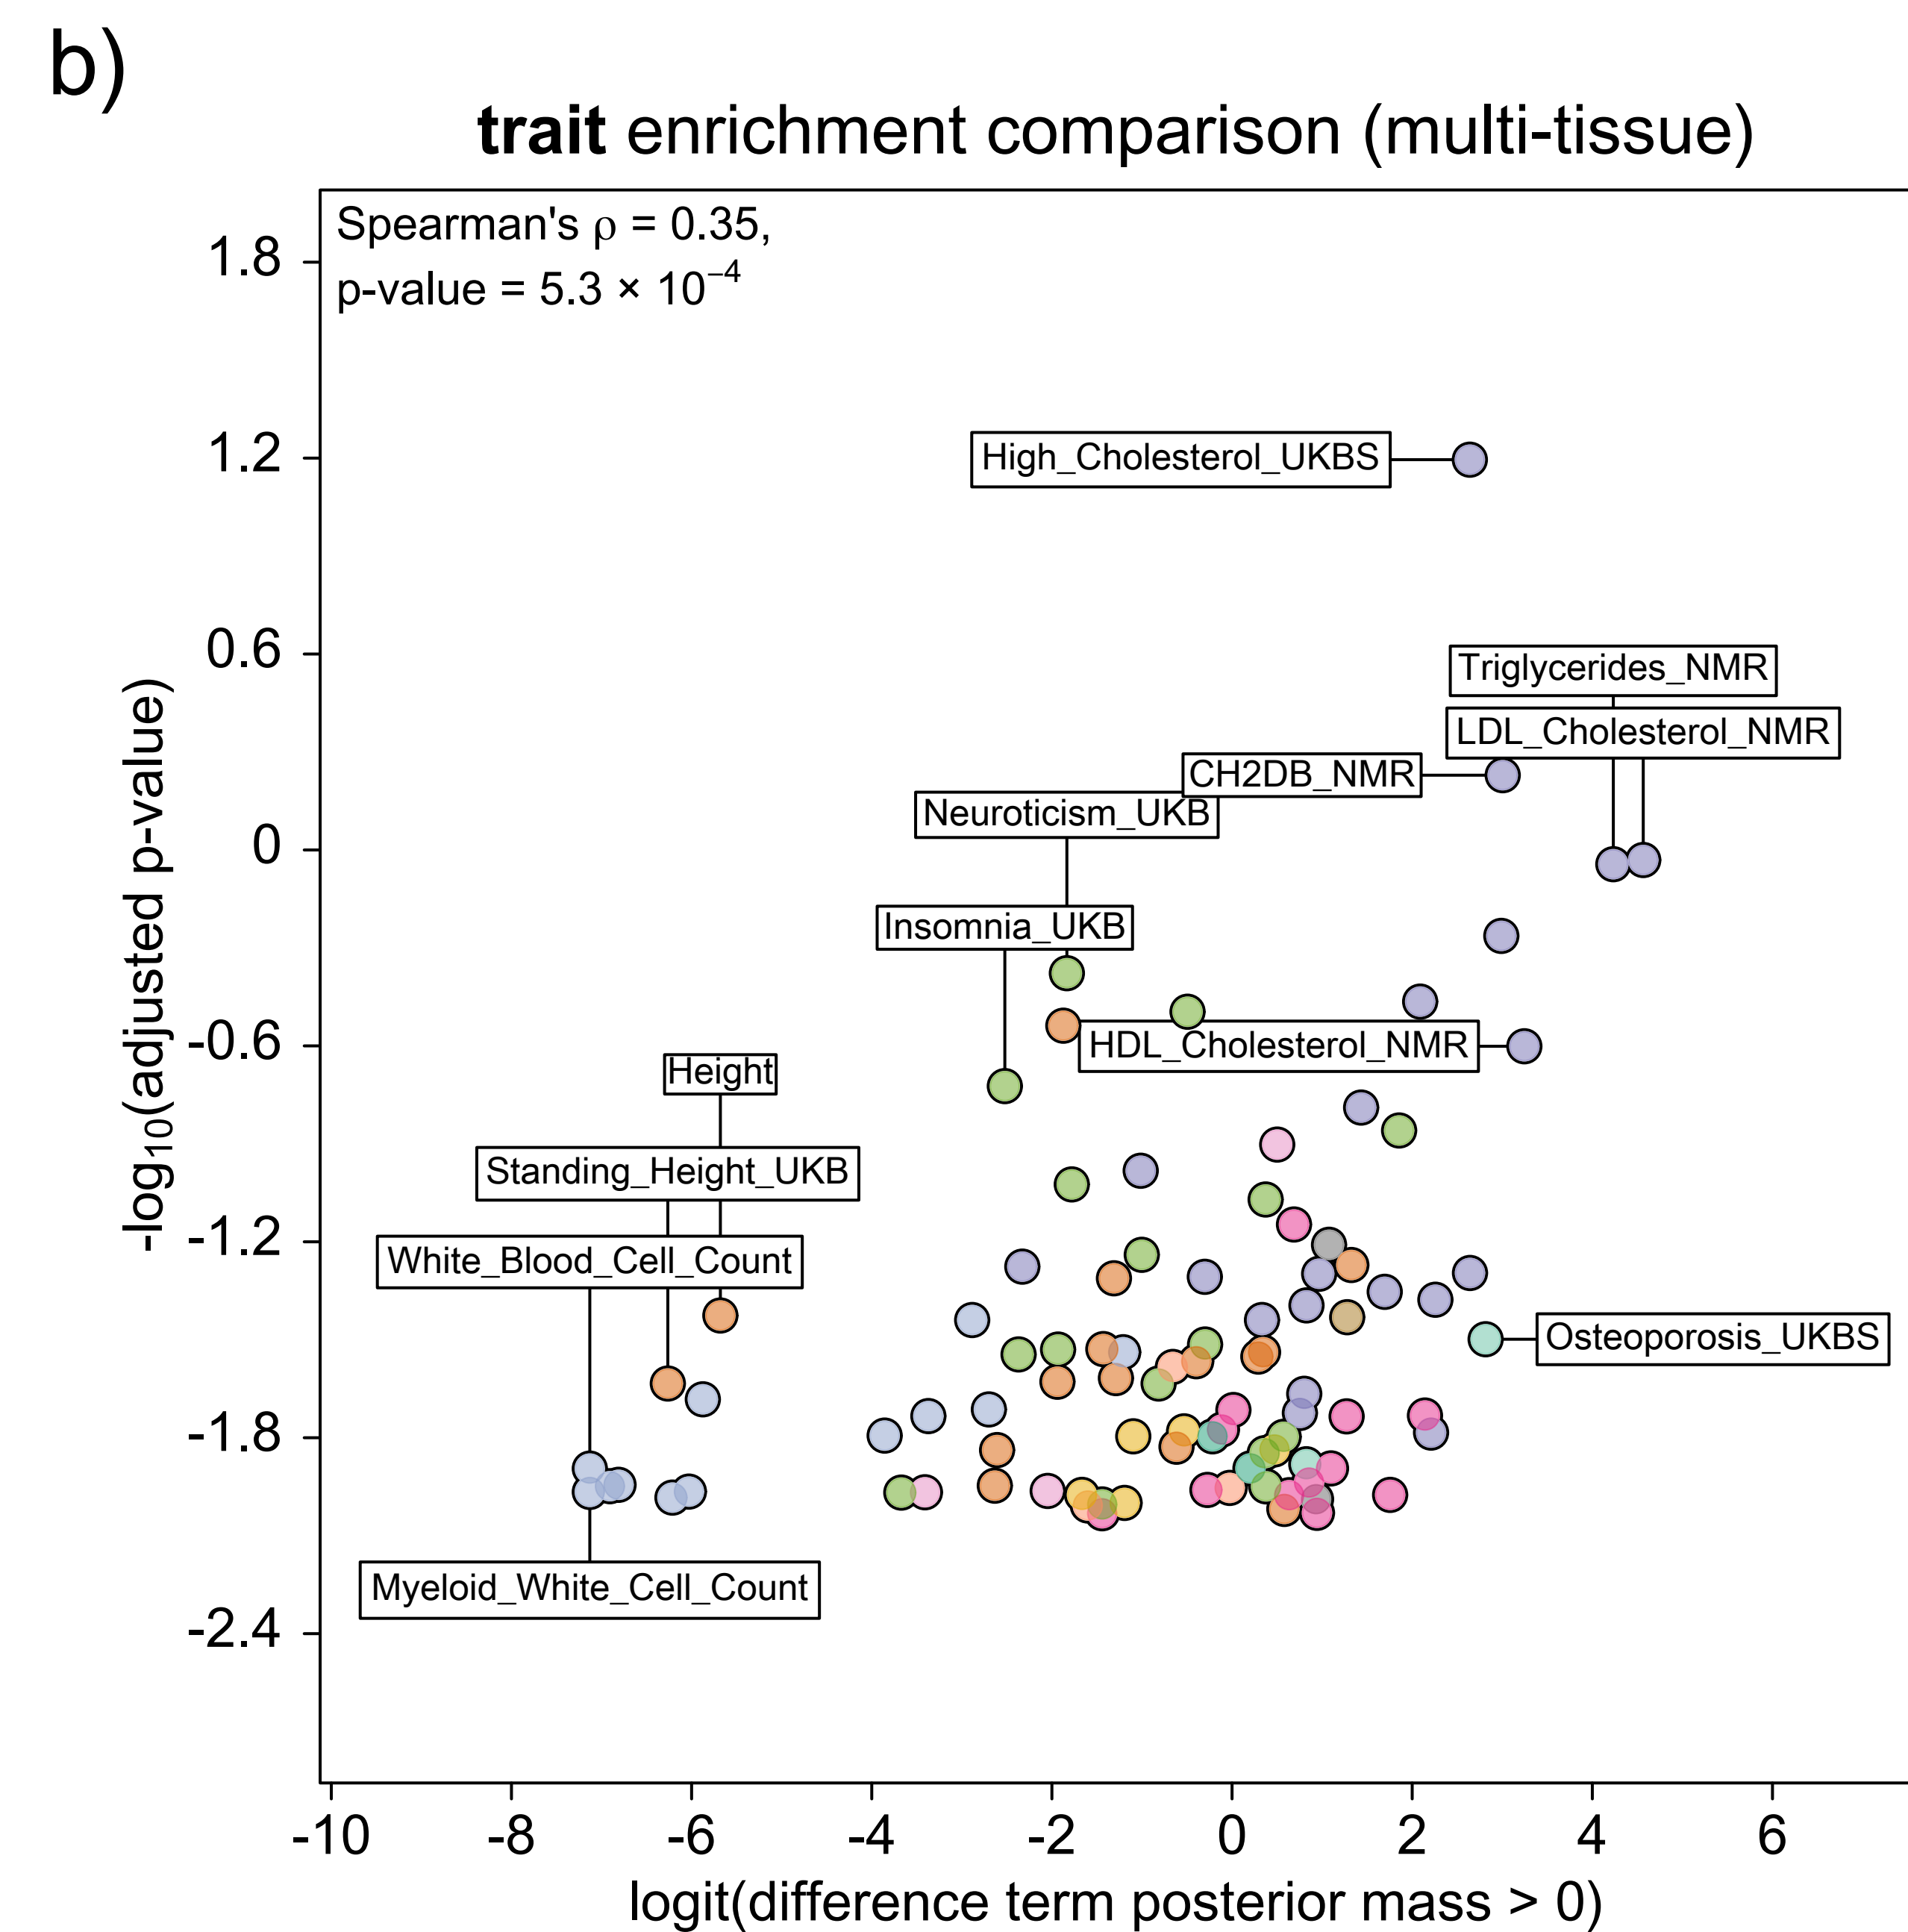 b)
trait enrichment comparison (multi-tissue)
Spearman's ρ = 0.35,
p-value = 5.3 × 10⁻⁴
1.8
1.2
0.6
0
-0.6
-1.2
-1.8
-2.4
-log₁₀(adjusted p-value)
High_Cholesterol_UKBS
Triglycerides_NMR
LDL_Cholesterol_NMR
CH2DB_NMR
Neuroticism_UKB
Insomnia_UKB
HDL_Cholesterol_NMR
Height
Standing_Height_UKB
White_Blood_Cell_Count
Osteoporosis_UKBS
Myeloid_White_Cell_Count
-10 -8 -6 -4 -2 0 2 4 6
logit(difference term posterior mass > 0)